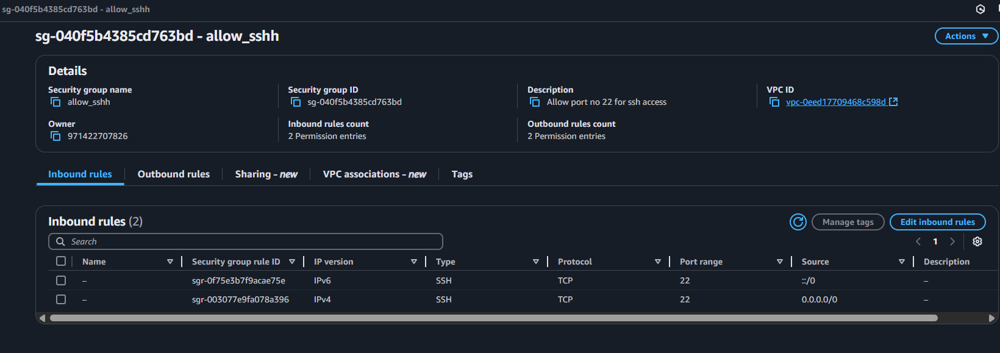 sg-040f5b4385cd763bd - allow_sshh
sg-040f5b4385cd763bd - allow_sshh
Actions
Details
Security group name
allow_sshh
Security group ID
sg-040f5b4385cd763bd
Description
Allow port no 22 for ssh access
VPC ID
vpc-0eed17709468c598d
Owner
971422707826
Inbound rules count
2 Permission entries
Outbound rules count
2 Permission entries
Inbound rules Outbound rules Sharing - new VPC associations - new Tags
Inbound rules (2)
Manage tags Edit inbound rules
Search
1
Name Security group rule ID IP version Type Protocol Port range Source Description
– sgr-0f75e3b7f9acae75e IPv6 SSH TCP 22 ::/0 –
– sgr-003077e9fa078a396 IPv4 SSH TCP 22 0.0.0.0/0 –